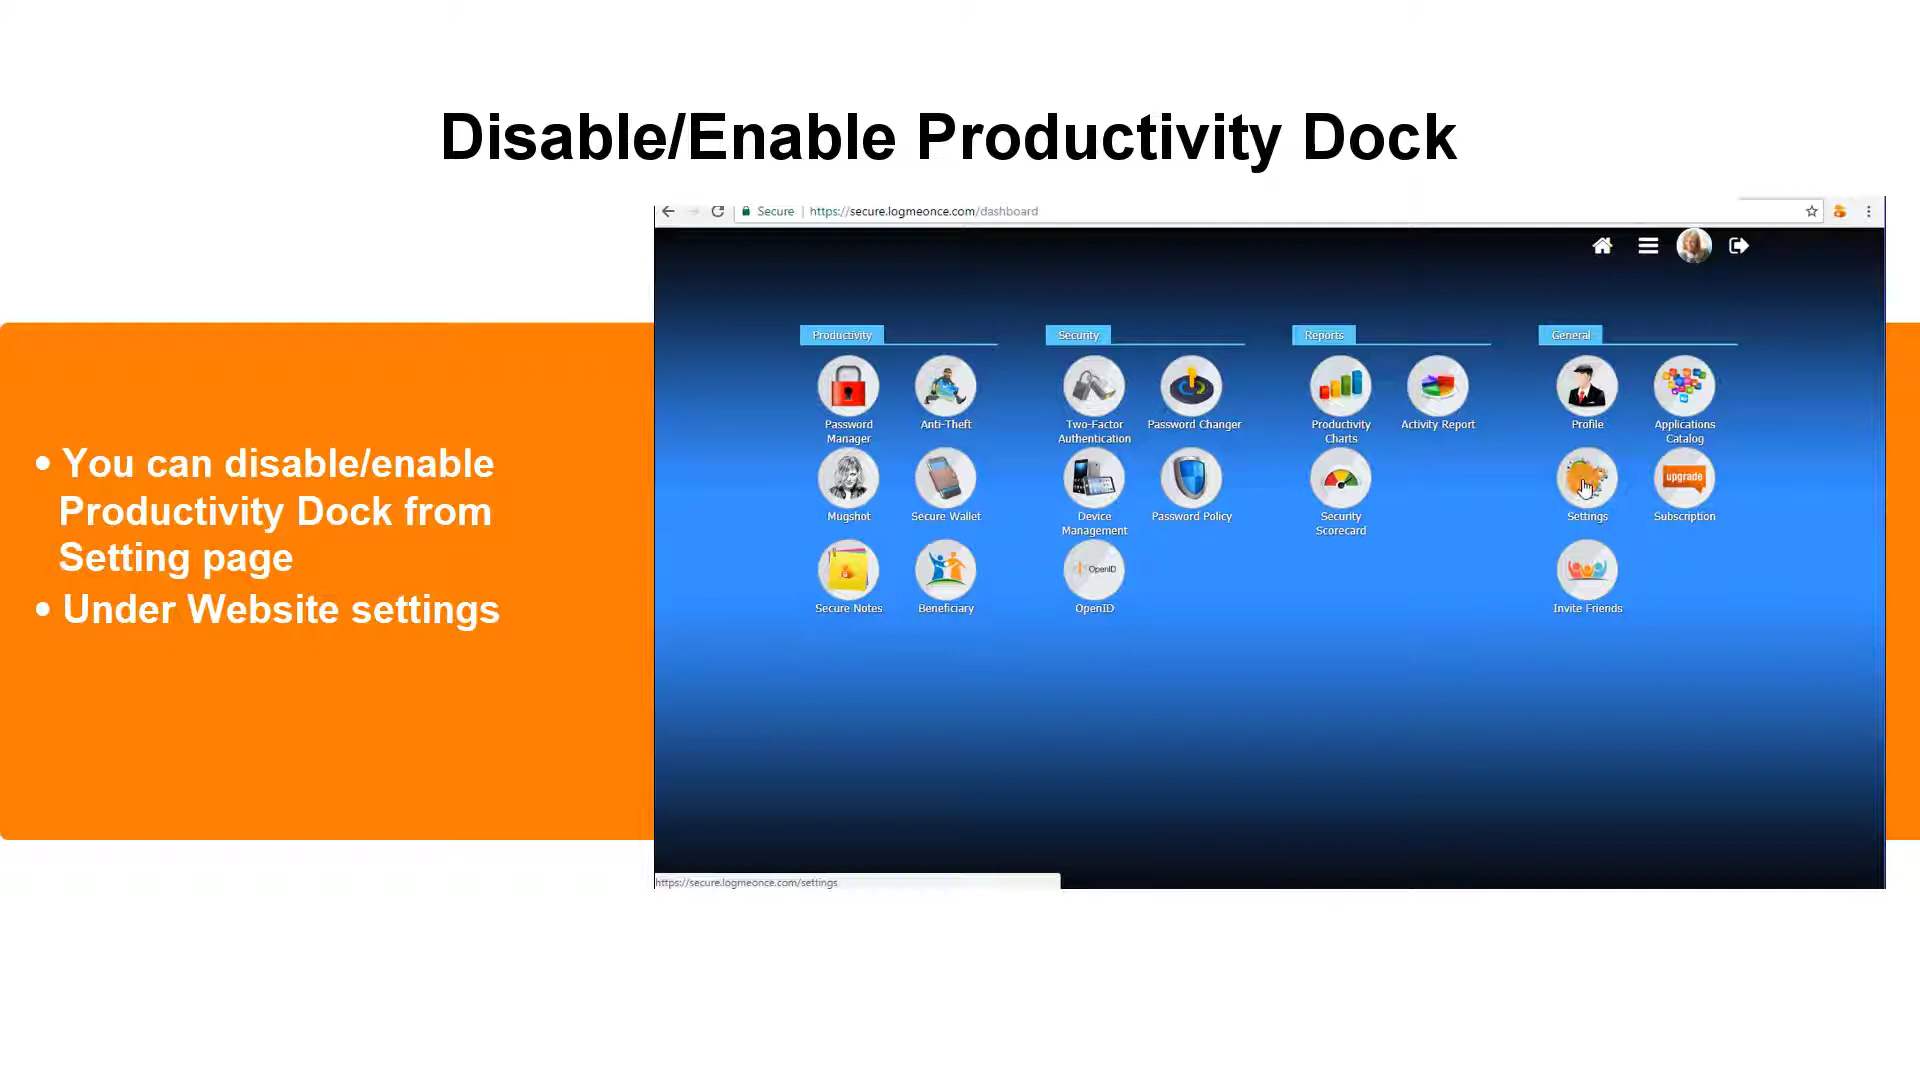 Disable/Enable Productivity Dock
Secure | https://secure.logmeonce.com/dashboard
• You can disable/enable
Productivity Dock from
Setting page
• Under Website settings
Productivity
Password
Manager
Anti-Theft
Mugshot
Secure Wallet
Secure Notes
Beneficiary
Security
Two-Factor
Authentication
Password Changer
Device
Management
Password Policy
OpenID
OpenID
Reports
Productivity
Charts
Activity Report
Security
Scorecard
General
Profile
Applications
Catalog
Settings
upgrade
Subscription
Invite Friends
https://secure.logmeonce.com/settings